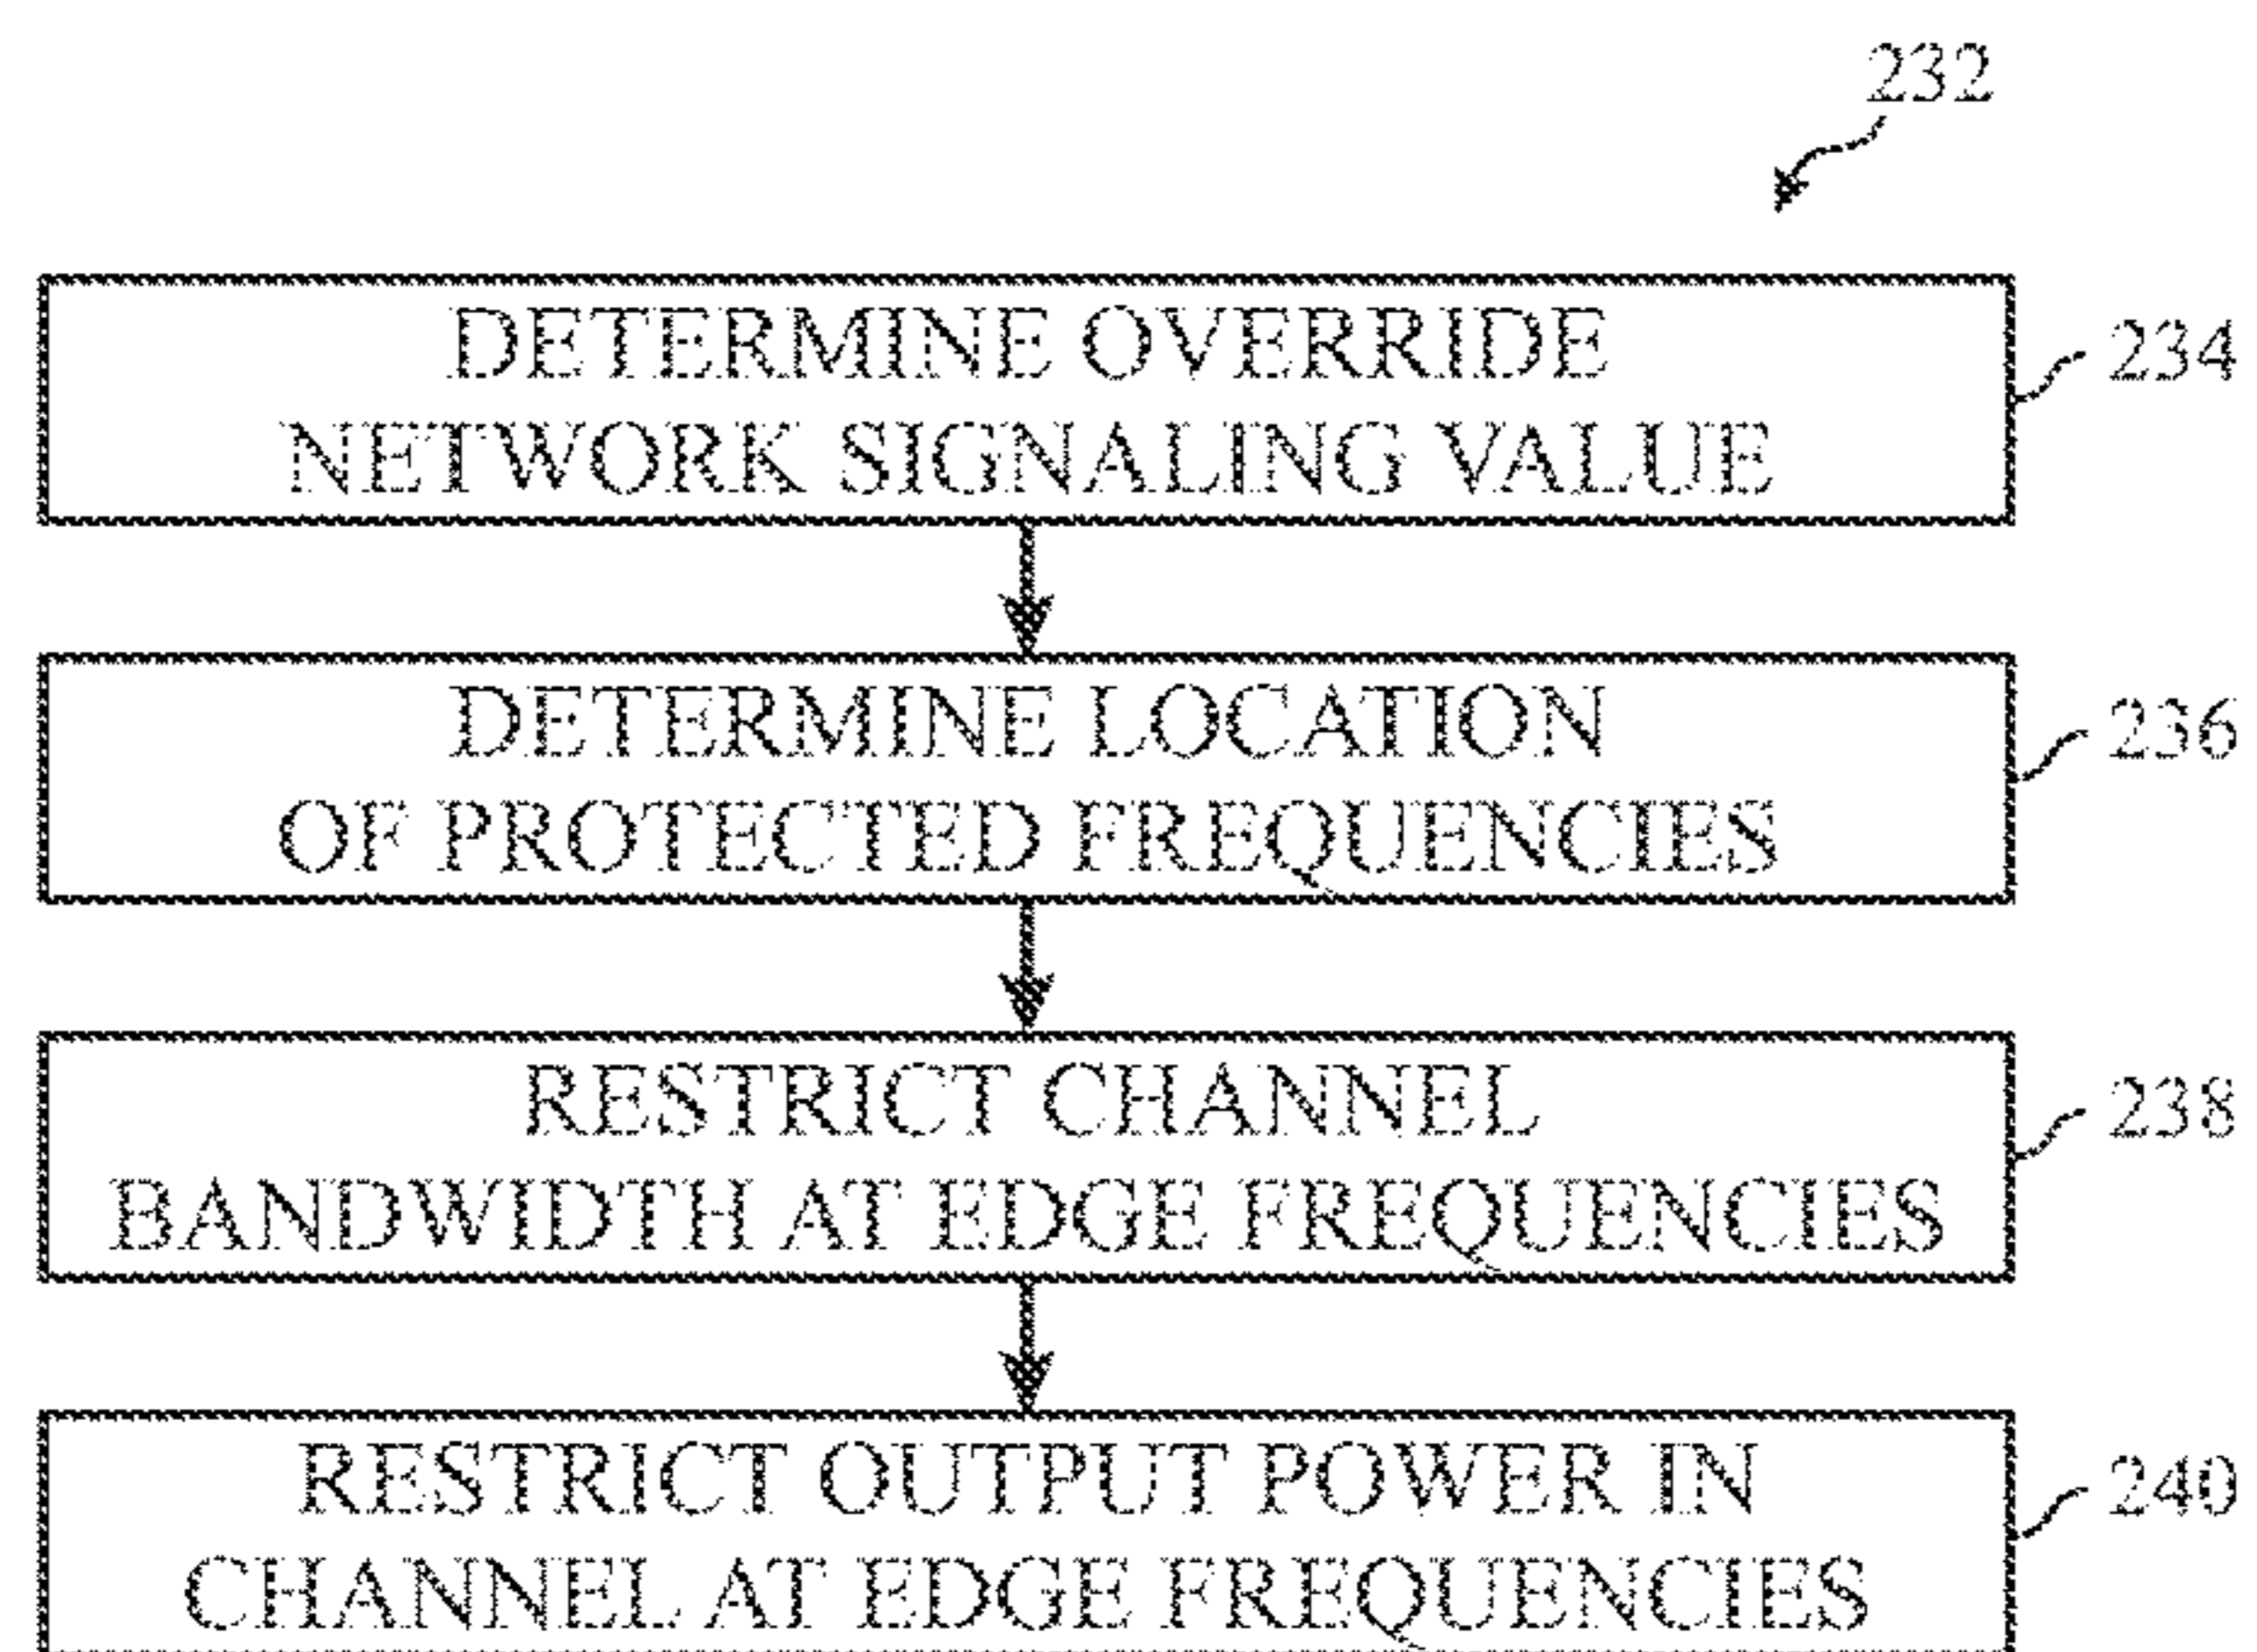 232
DETERMINE OVERRIDE
NETWORK SIGNALING VALUE
234
DETERMINE LOCATION
OF PROTECTED FREQUENCIES
236
RESTRICT CHANNEL
BANDWIDTH AT EDGE FREQUENCIES
238
RESTRICT OUTPUT POWER IN
CHANNEL AT EDGE FREQUENCIES
240